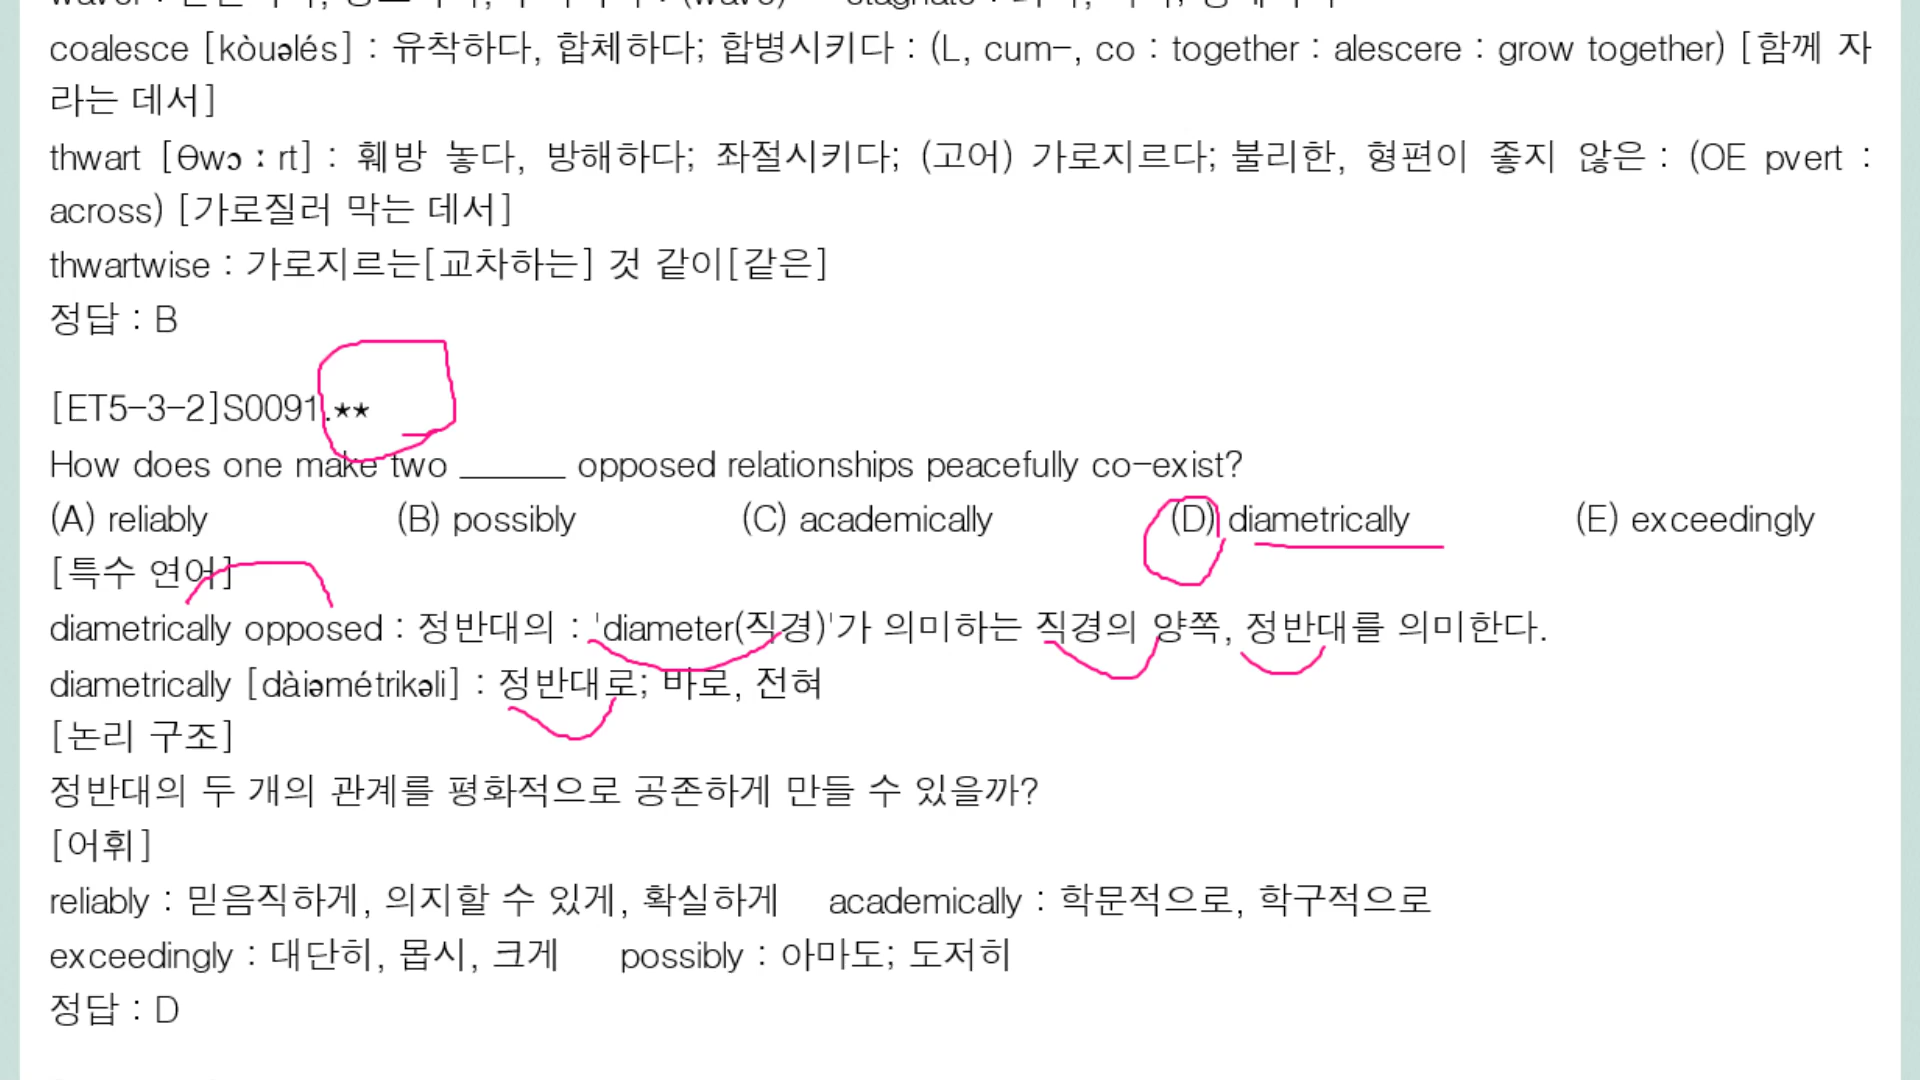 coalesce [kòuəlés] : 유착하다, 합체하다; 합병시키다 : (L, cum-, co : together : alescere : grow together) [함께 자
라는 데서]
thwart [Θwɔ : rt] : 훼방 놓다, 방해하다; 좌절시키다; (고어) 가로지르다; 불리한, 형편이 좋지 않은 : (OE pvert :
across) [가로질러 막는 데서]
thwartwise : 가로지르는[교차하는] 것 같이[같은]
정답 : B
[ET5-3-2]S0091.★★
How does one make two ______ opposed relationships peacefully co-exist?
(A) reliably (B) possibly (C) academically (D) diametrically (E) exceedingly
[특수 연어]
diametrically opposed : 정반대의 : 'diameter(직경)'가 의미하는 직경의 양쪽, 정반대를 의미한다.
diametrically [dàiəmétrikəli] : 정반대로; 바로, 전혀
[논리 구조]
정반대의 두 개의 관계를 평화적으로 공존하게 만들 수 있을까?
[어휘]
reliably : 믿음직하게, 의지할 수 있게, 확실하게 academically : 학문적으로, 학구적으로
exceedingly : 대단히, 몹시, 크게 possibly : 아마도; 도저히
정답 : D